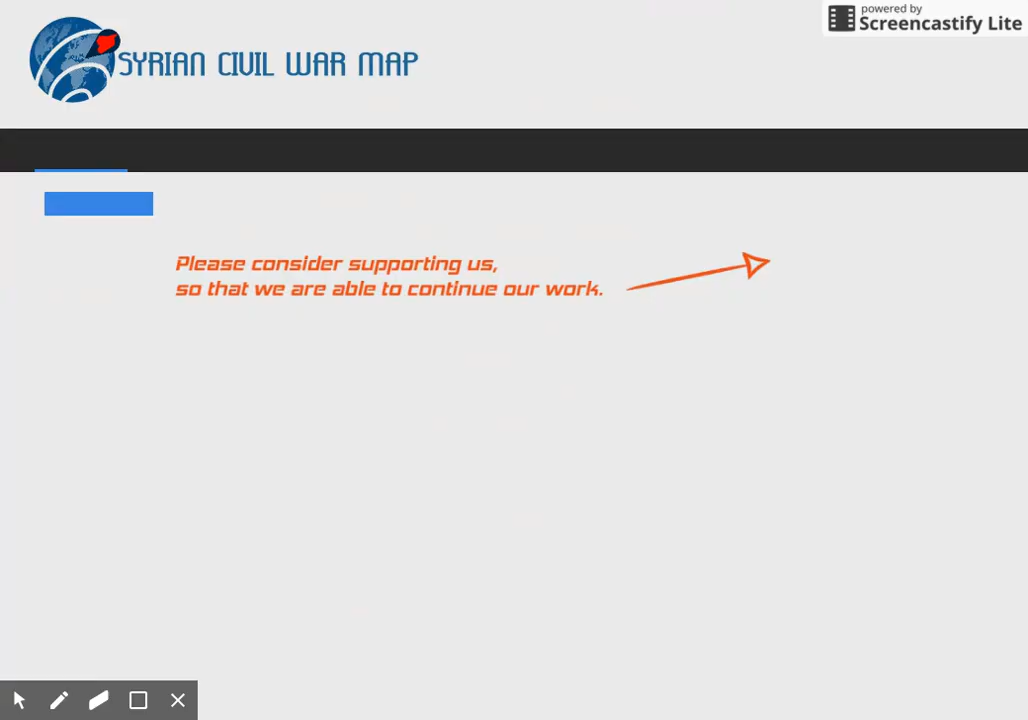 powered by
Screencastify Lite
SYRIAN CIVIL WAR MAP
Please consider supporting us,
so that we are able to continue our work.